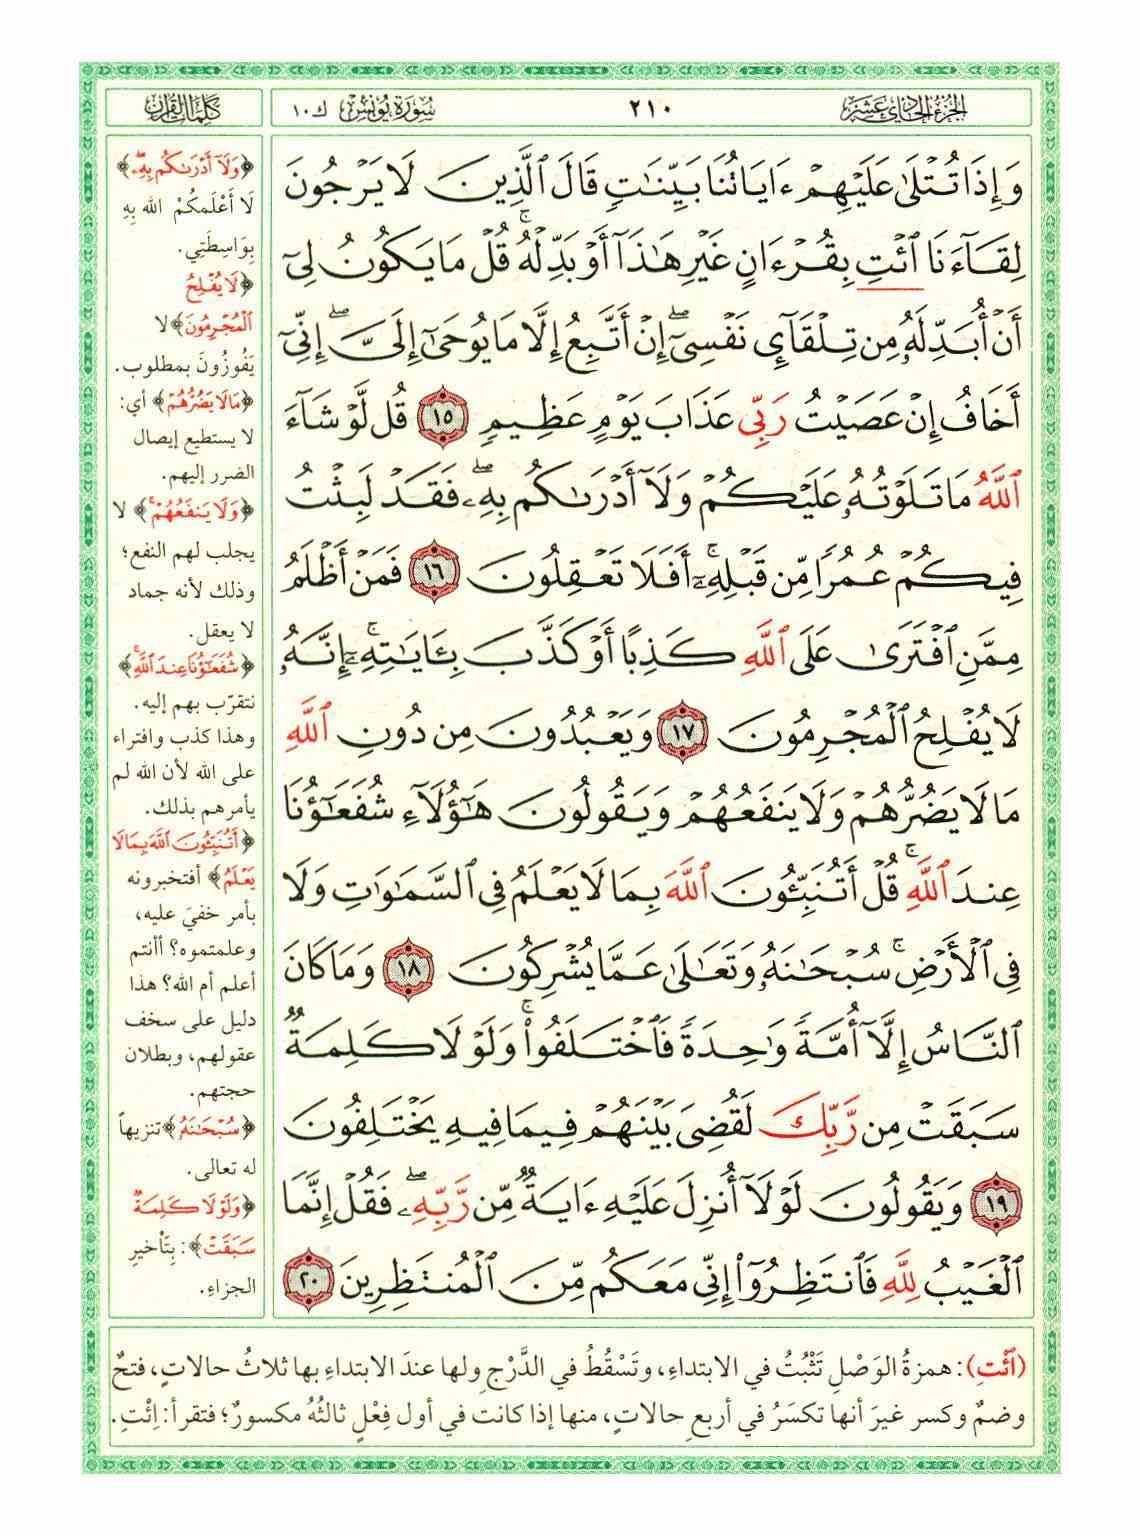 الجزء الحادي عشر
٢١٠
سورة يونس ك ١٠
كلمات القرآن
وَإِذَا تُتْلَىٰ عَلَيْهِمْ ءَايَاتُنَا بَيِّنَٰتٍ قَالَ ٱلَّذِينَ لَا يَرْجُونَ
لِقَآءَنَا ٱئْتِ بِقُرْءَانٍ غَيْرِ هَٰذَآ أَوْ بَدِّلْهُ ۚ قُلْ مَا يَكُونُ لِىٓ
أَنْ أُبَدِّلَهُۥ مِن تِلْقَآئِ نَفْسِىٓ ۖ إِنْ أَتَّبِعُ إِلَّا مَا يُوحَىٰٓ إِلَىَّ ۖ إِنِّىٓ
أَخَافُ إِنْ عَصَيْتُ رَبِّى عَذَابَ يَوْمٍ عَظِيمٍ ١٥ قُل لَّوْ شَآءَ
ٱللَّهُ مَا تَلَوْتُهُۥ عَلَيْكُمْ وَلَآ أَدْرَىٰكُم بِهِۦ ۖ فَقَدْ لَبِثْتُ
فِيكُمْ عُمُرًا مِّن قَبْلِهِۦٓ ۚ أَفَلَا تَعْقِلُونَ ١٦ فَمَنْ أَظْلَمُ
مِمَّنِ ٱفْتَرَىٰ عَلَى ٱللَّهِ كَذِبًا أَوْ كَذَّبَ بِـَٔايَٰتِهِۦٓ ۚ إِنَّهُۥ
لَا يُفْلِحُ ٱلْمُجْرِمُونَ ١٧ وَيَعْبُدُونَ مِن دُونِ ٱللَّهِ
مَا لَا يَضُرُّهُمْ وَلَا يَنفَعُهُمْ وَيَقُولُونَ هَٰٓؤُلَآءِ شُفَعَٰٓؤُنَا
عِندَ ٱللَّهِ ۚ قُلْ أَتُنَبِّـُٔونَ ٱللَّهَ بِمَا لَا يَعْلَمُ فِى ٱلسَّمَٰوَٰتِ وَلَا
فِى ٱلْأَرْضِ ۚ سُبْحَٰنَهُۥ وَتَعَٰلَىٰ عَمَّا يُشْرِكُونَ ١٨ وَمَا كَانَ
ٱلنَّاسُ إِلَّآ أُمَّةً وَٰحِدَةً فَٱخْتَلَفُوا۟ ۚ وَلَوْلَا كَلِمَةٌ
سَبَقَتْ مِن رَّبِّكَ لَقُضِىَ بَيْنَهُمْ فِيمَا فِيهِ يَخْتَلِفُونَ
١٩ وَيَقُولُونَ لَوْلَآ أُنزِلَ عَلَيْهِ ءَايَةٌ مِّن رَّبِّهِۦ ۖ فَقُلْ إِنَّمَا
ٱلْغَيْبُ لِلَّهِ فَٱنتَظِرُوٓا۟ إِنِّى مَعَكُم مِّنَ ٱلْمُنتَظِرِينَ ٢٠
﴿وَلَآ أَدْرَىٰكُم بِهِۦ﴾
لَا أَعْلَمَكُمْ الله بِهِ
بِوَاسِطَتِي.
﴿لَا يُفْلِحُ
ٱلْمُجْرِمُونَ﴾ لا
يَفُوزُونَ بمطلوب.
﴿مَا لَا يَضُرُّهُمْ﴾ أي:
لا يستطيع إيصال
الضرر إليهم.
﴿وَلَا يَنفَعُهُمْ﴾ لا
يجلب لهم النفع؛
وذلك لأنه جماد
لا يعقل.
﴿شُفَعَٰٓؤُنَا عِندَ ٱللَّهِ﴾
نتقرّب بهم إليه.
وهذا كذب وافتراء
على الله لأن الله لم
يأمرهم بذلك.
﴿أَتُنَبِّـُٔونَ ٱللَّهَ بِمَا لَا
يَعْلَمُ﴾ أفتخبرونه
بأمر خفيَ عليه،
وعلمتموه؟ أأنتم
أعلم أم الله؟ هذا
دليل على سخف
عقولهم، وبطلان
حجتهم.
﴿سُبْحَٰنَهُۥ﴾ تنزيهاً
له تعالى.
﴿وَلَوْلَا كَلِمَةٌ
سَبَقَتْ﴾: بِتَأْخيرِ
الجزاءِ.
(ٱئْتِ): همزةُ الوَصْلِ تَثْبُتُ في الابتداءِ، وتَسْقُطُ في الدَّرْجِ ولها عندَ الابتداءِ بها ثلاثُ حالاتٍ، فتحٌ
وضمٌ وكسر غيرَ أنها تكسَرُ في أربعِ حالاتٍ، منها إذا كانت في أول فِعْلٍ ثالثُهُ مكسورٌ؛ فتقرأ: اِئْتِ.